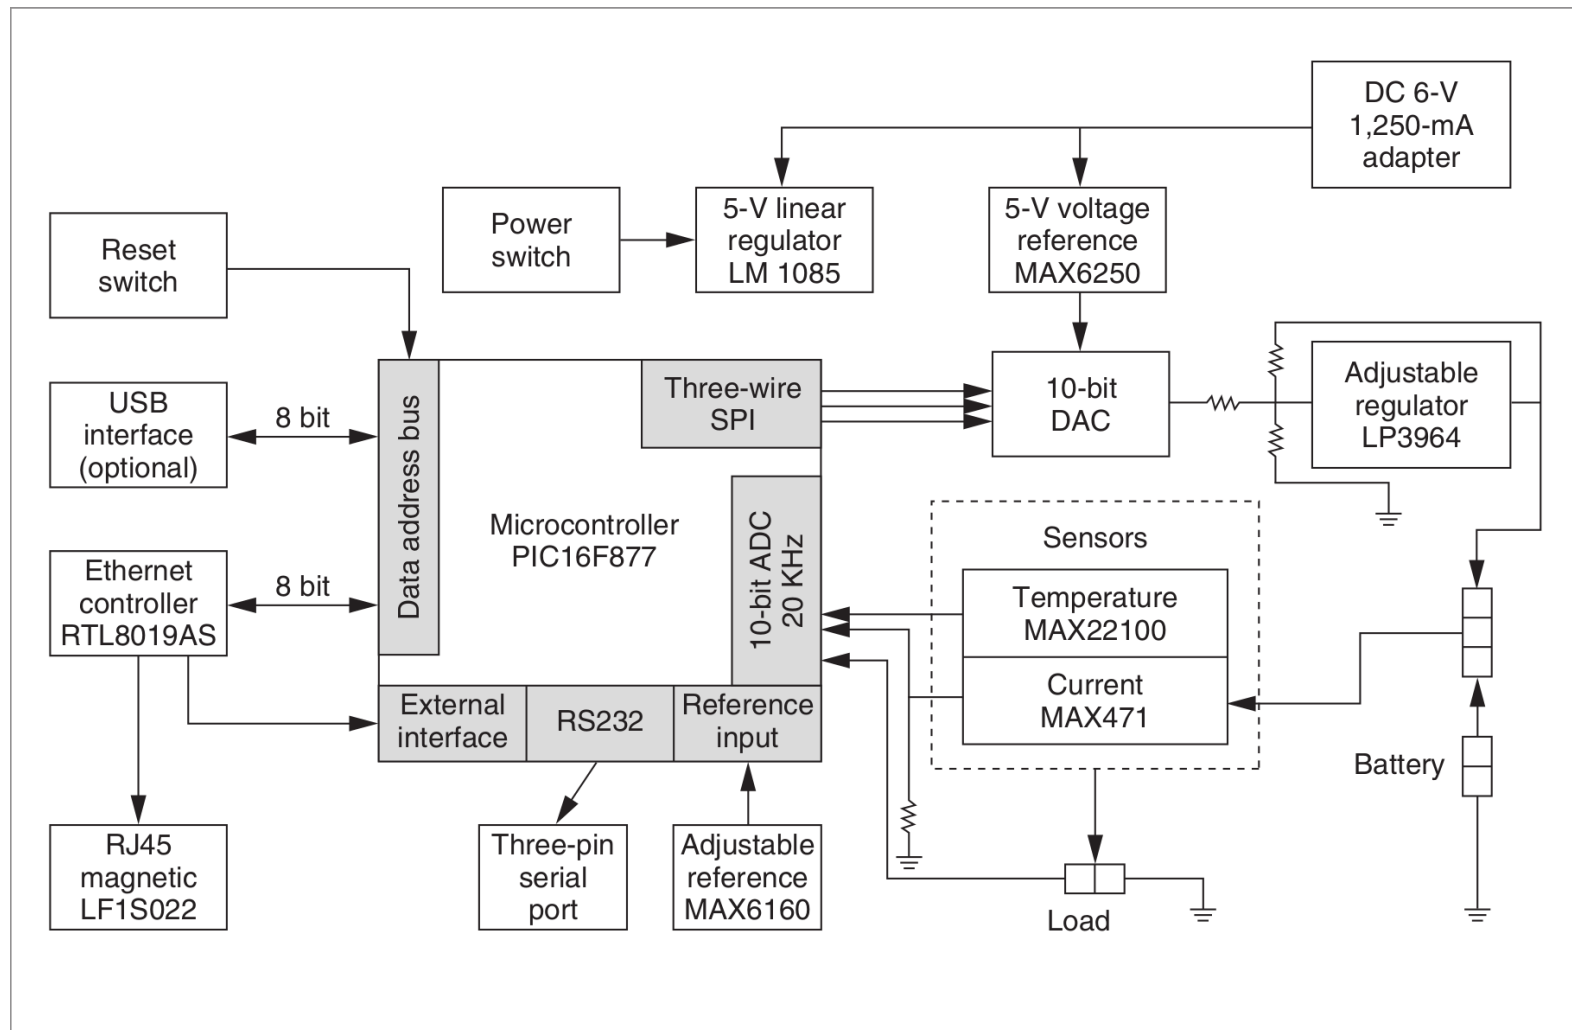 DC 6-V
1,250-mA
adapter
Power
switch
5-V linear
regulator
LM 1085
5-V voltage
reference
MAX6250
Reset
switch
USB
interface
(optional)
8 bit
Data address bus
Three-wire
SPI
10-bit
DAC
Adjustable
regulator
LP3964
Microcontroller
PIC16F877
10-bit ADC
20 KHz
Sensors
Temperature
MAX22100
Current
MAX471
Ethernet
controller
RTL8019AS
8 bit
External
interface
RS232
Reference
input
Battery
RJ45
magnetic
LF1S022
Three-pin
serial
port
Adjustable
reference
MAX6160
Load